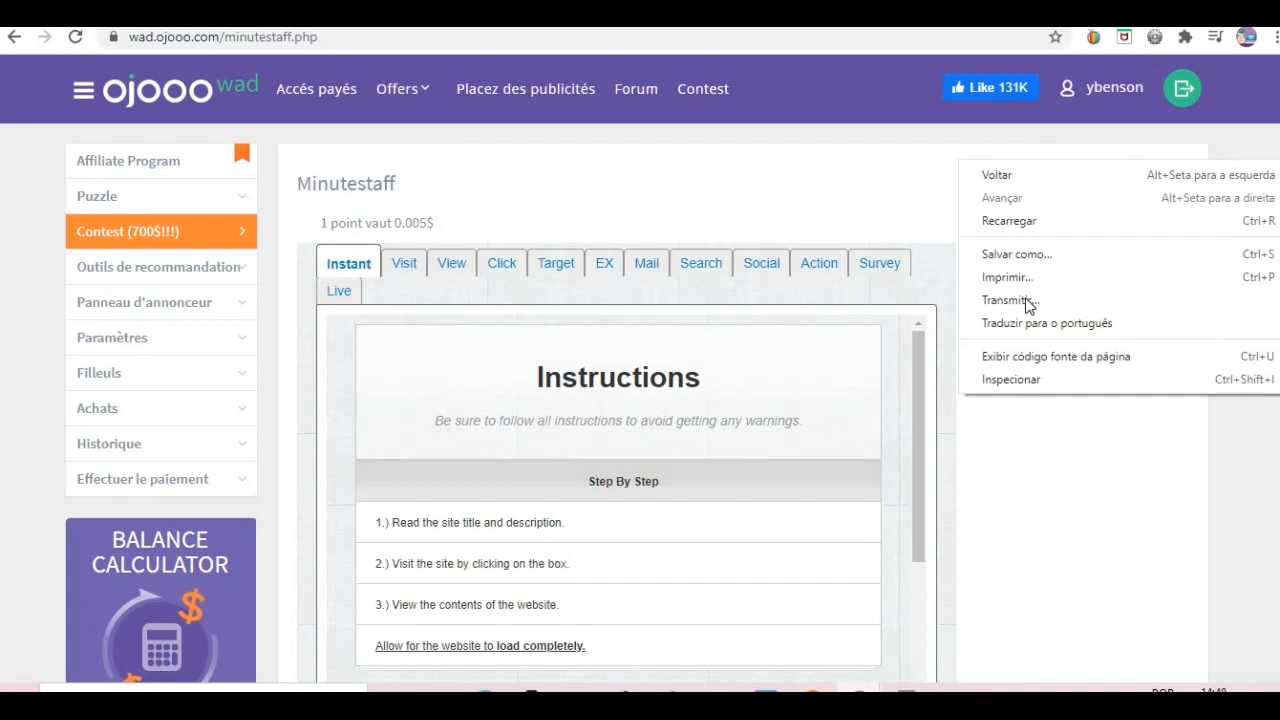 wad.ojooo.com/minutestaff.php
ojooo wad
Accés payés
Offers
Placez des publicités
Forum
Contest
Like 131K
ybenson
Affiliate Program
Puzzle
Contest (700$!!!)
Outils de recommandation
Panneau d'annonceur
Paramètres
Filleuls
Achats
Historique
Effectuer le paiement
BALANCE
CALCULATOR
Minutestaff
1 point vaut 0.005$
Instant Visit View Click Target EX Mail Search Social Action Survey
Live
Instructions
Be sure to follow all instructions to avoid getting any warnings.
Step By Step
1.) Read the site title and description.
2.) Visit the site by clicking on the box.
3.) View the contents of the website.
Allow for the website to load completely.
Voltar Alt+Seta para a esquerda
Avançar Alt+Seta para a direita
Recarregar Ctrl+R
Salvar como... Ctrl+S
Imprimir... Ctrl+P
Transmitir...
Traduzir para o português
Exibir código fonte da página Ctrl+U
Inspecionar Ctrl+Shift+I